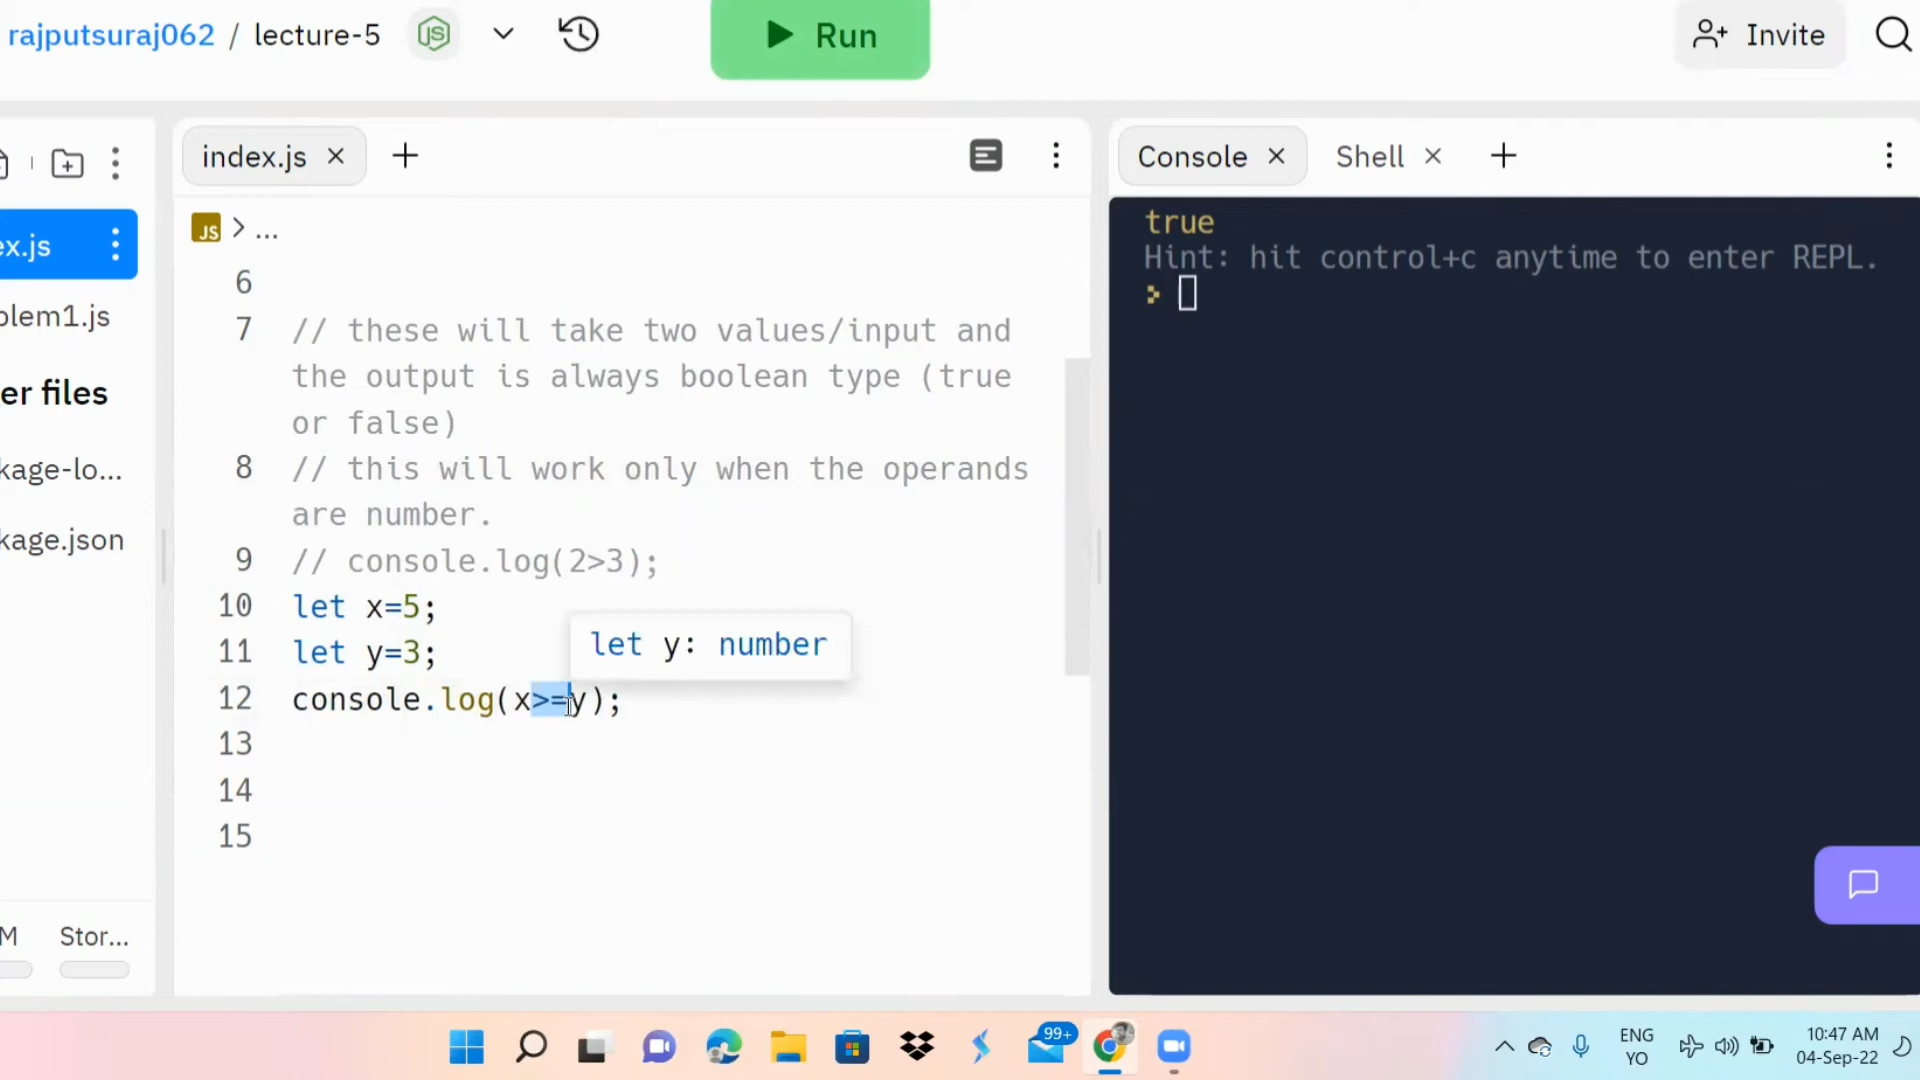 rajputsuraj062 / lecture-5
JS
Run
Invite
index.js
Console
Shell
JS > ...
ex.js
blem1.js
er files
kage-lo...
kage.json
6
7 // these will take two values/input and
the output is always boolean type (true
or false)
8 // this will work only when the operands
are number.
9 // console.log(2>3);
10 let x=5;
11 let y=3;
let y: number
12 console.log(x>=y);
13
14
15
true
Hint: hit control+c anytime to enter REPL.
M
Stor...
99+
ENG
YO
10:47 AM
04-Sep-22